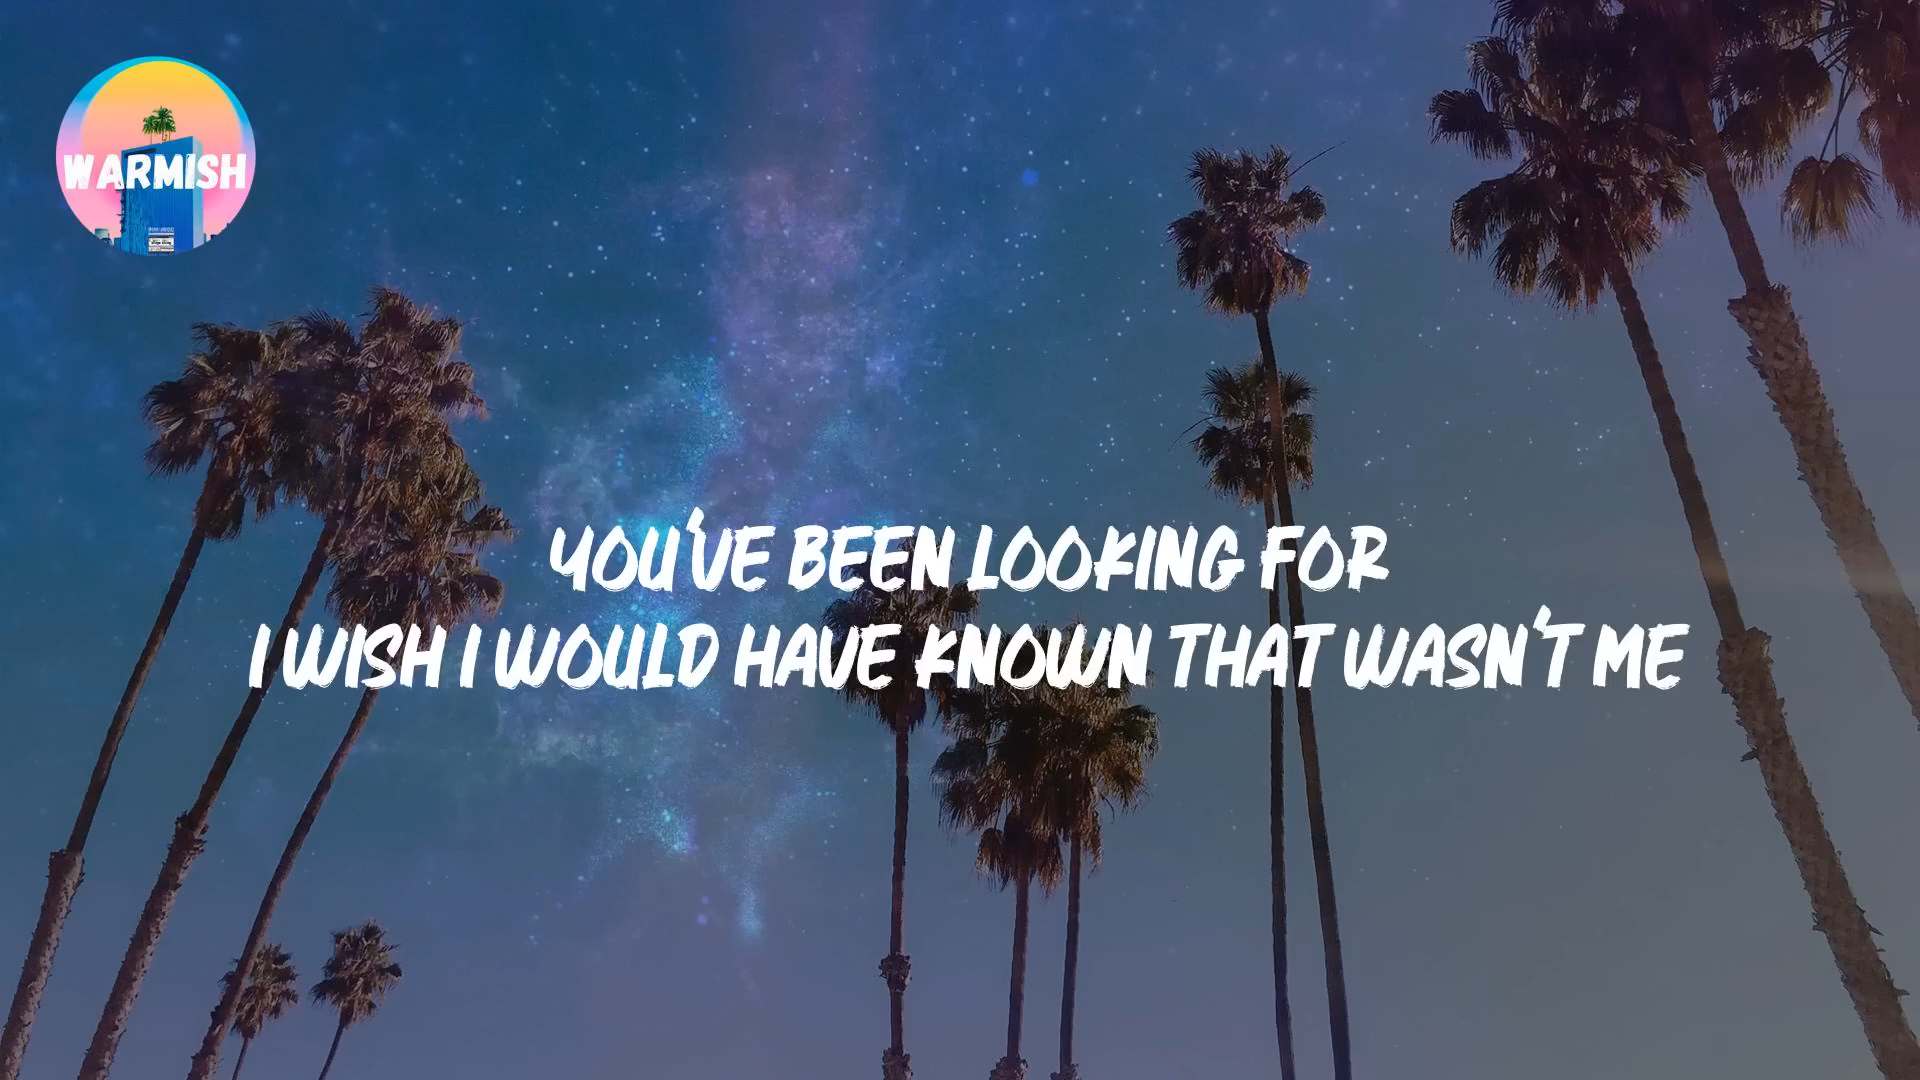 WARMISH
YOU'VE BEEN LOOKING FOR
I WISH I WOULD HAVE KNOWN THAT WASN'T ME